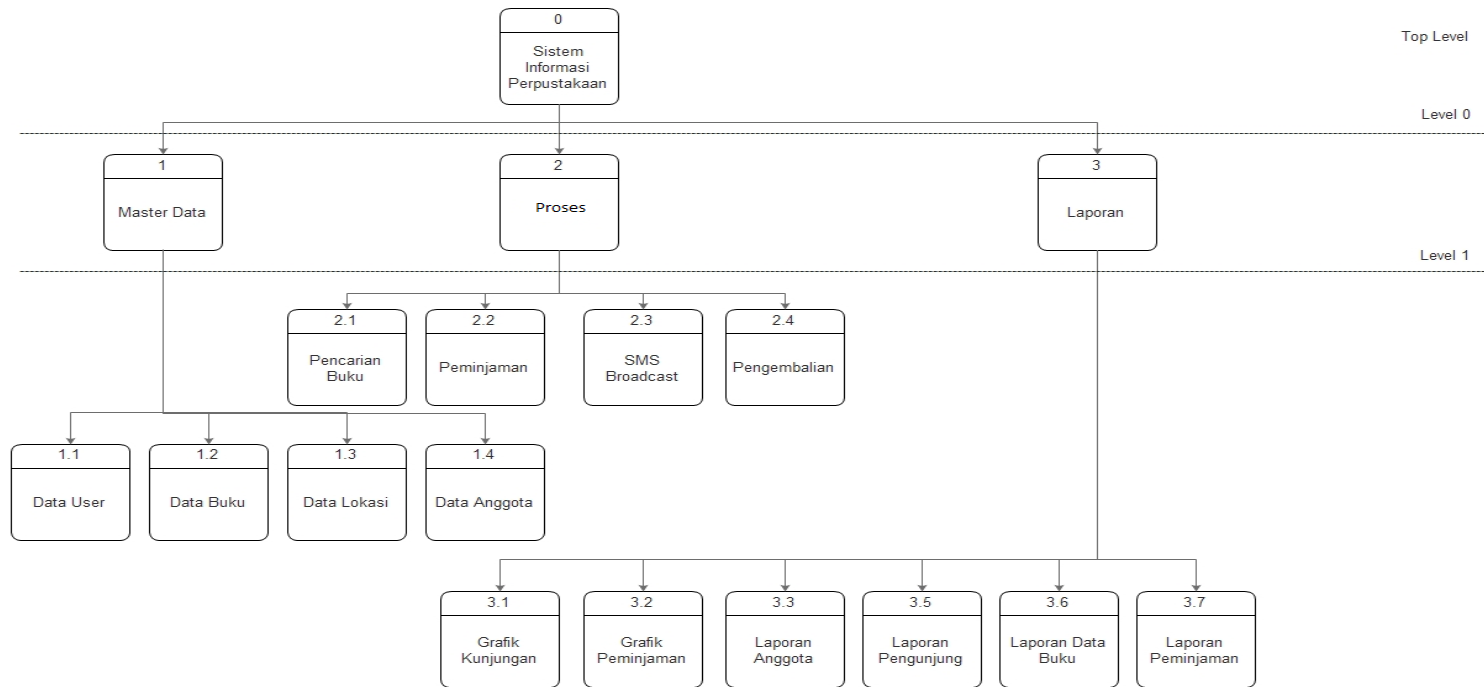 0
Sistem
Informasi
Perpustakaan
Top Level
Level 0
1
Master Data
2
Proses
3
Laporan
Level 1
2.1
Pencarian
Buku
2.2
Peminjaman
2.3
SMS
Broadcast
2.4
Pengembalian
1.1
Data User
1.2
Data Buku
1.3
Data Lokasi
1.4
Data Anggota
3.1
Grafik
Kunjungan
3.2
Grafik
Peminjaman
3.3
Laporan
Anggota
3.5
Laporan
Pengunjung
3.6
Laporan Data
Buku
3.7
Laporan
Peminjaman